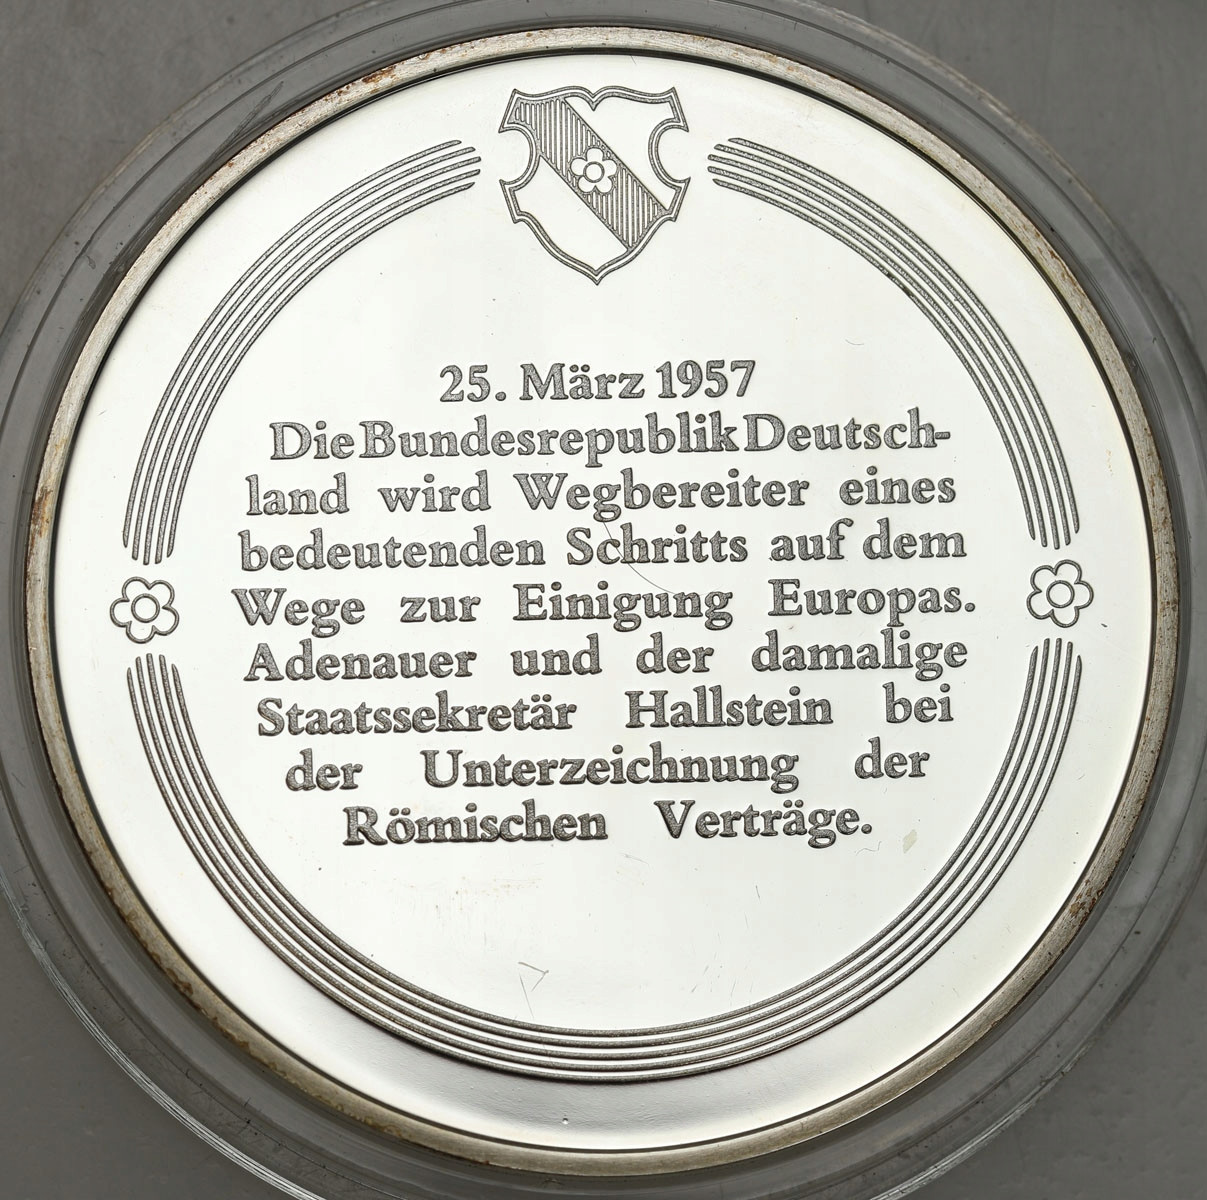 25. März 1957
Die Bundesrepublik Deutsch-
land wird Wegbereiter eines
bedeutenden Schritts auf dem
Wege zur Einigung Europas.
Adenauer und der damalige
Staatssekretär Hallstein bei
der Unterzeichnung der
Römischen Verträge.